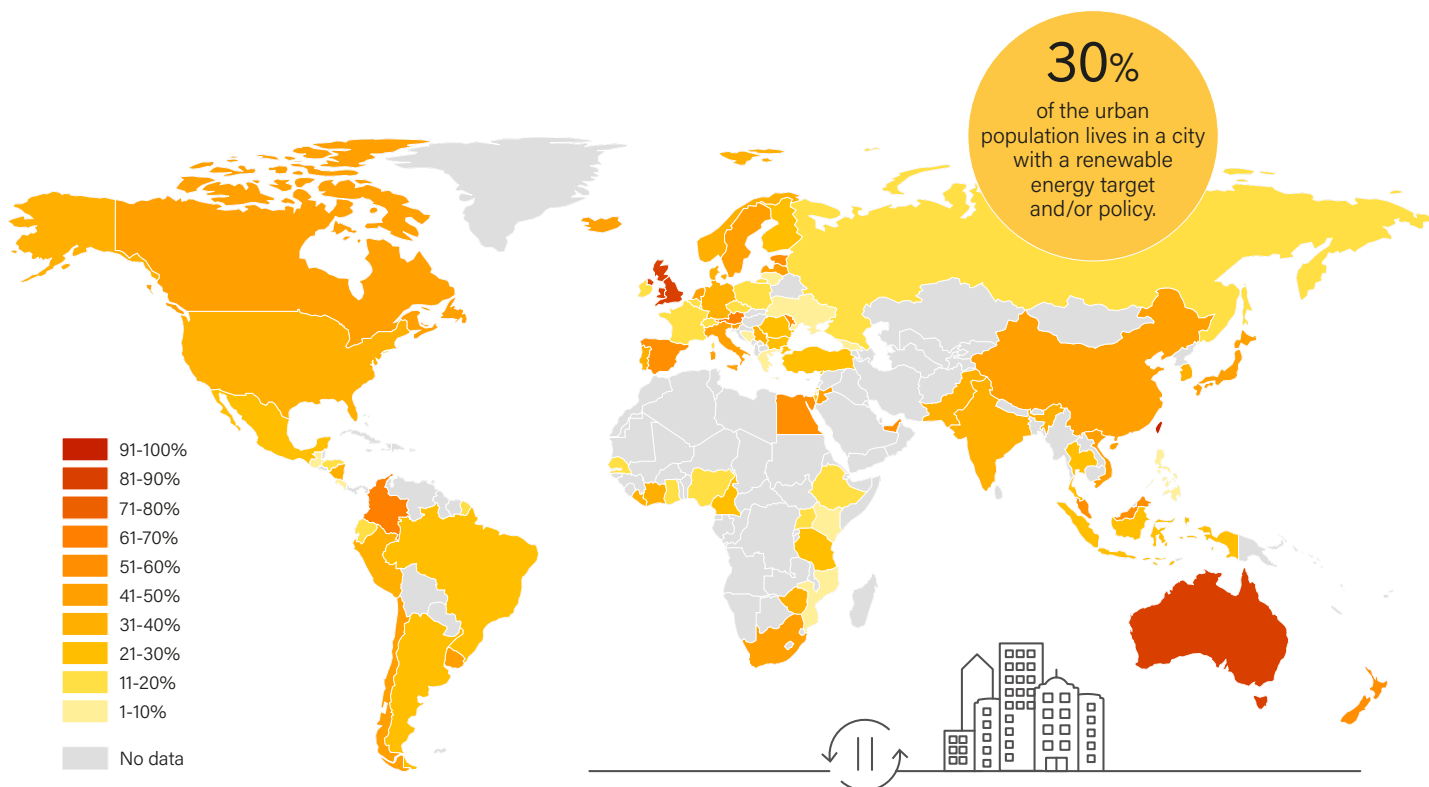 30%
of the urban
population lives in a city
with a renewable
energy target
and/or policy.
91-100%
81-90%
71-80%
61-70%
51-60%
41-50%
31-40%
21-30%
11-20%
1-10%
No data